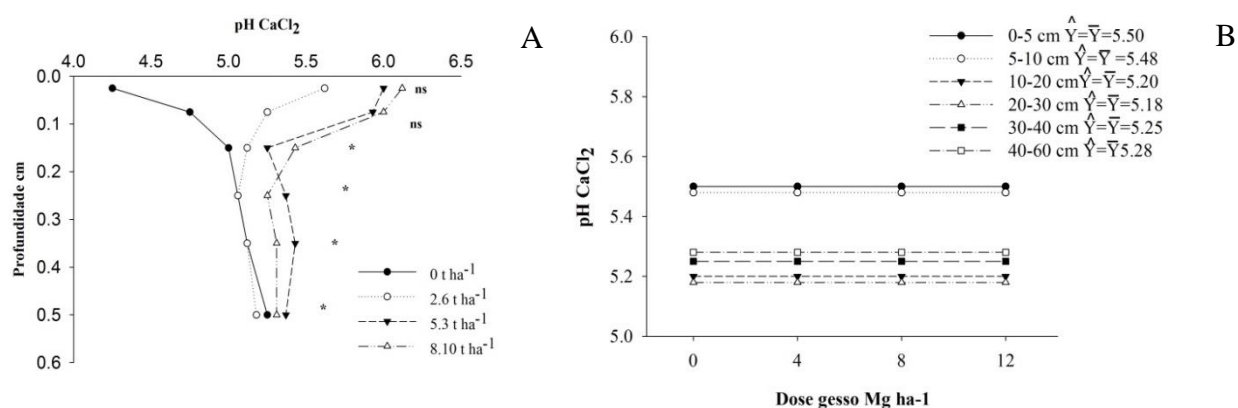 pH CaCl2
A
4.0 4.5 5.0 5.5 6.0 6.5
0.0
0.1
0.2
0.3
0.4
0.5
0.6
Profundidade cm
ns
ns
*
*
*
*
0 t ha-1
2.6 t ha-1
5.3 t ha-1
8.10 t ha-1
B
0-5 cm Ŷ=Ȳ=5.50
5-10 cm Ŷ=Ȳ =5.48
10-20 cmŶ=Ȳ=5.20
20-30 cm Ŷ=Ȳ=5.18
30-40 cm Ŷ=Ȳ=5.25
40-60 cm Ŷ=Ȳ5.28
6.0
5.8
5.6
5.4
5.2
5.0
pH CaCl2
0 4 8 12
Dose gesso Mg ha-1